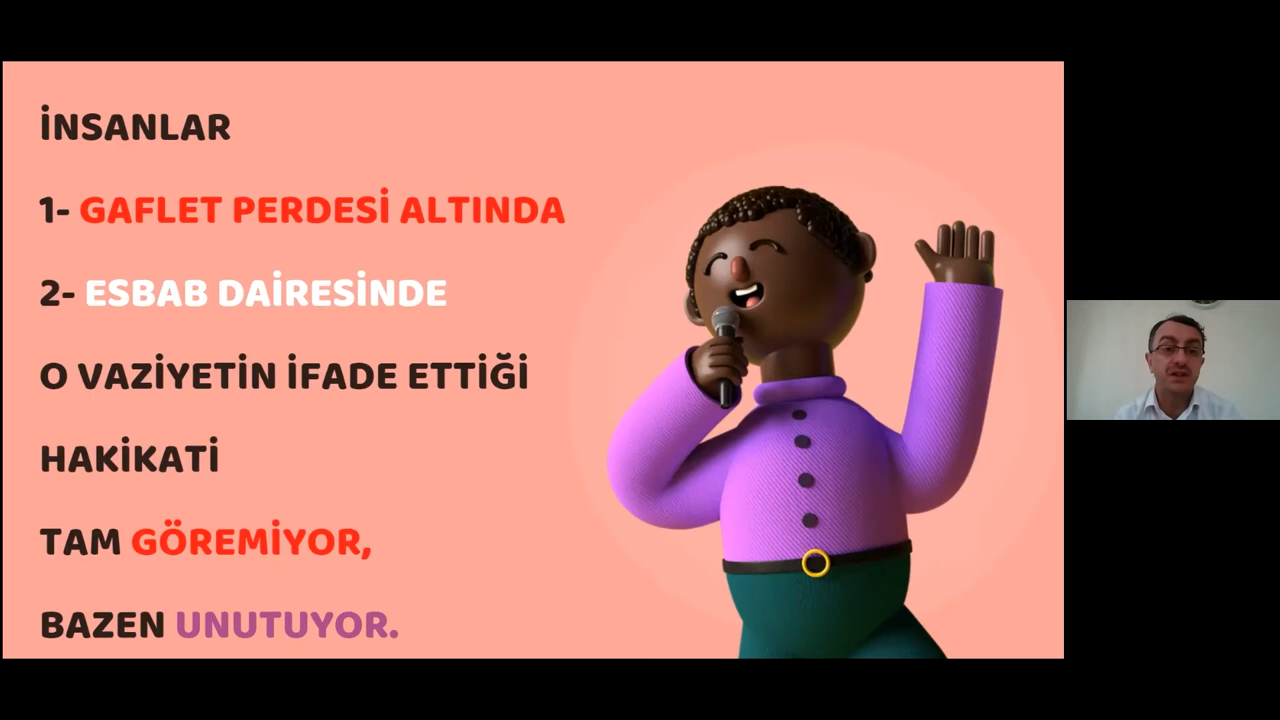 İNSANLAR
1- GAFLET PERDESİ ALTINDA
2- ESBAB DAİRESİNDE
O VAZİYETİN İFADE ETTİĞİ
HAKİKATİ
TAM GÖREMİYOR,
BAZEN UNUTUYOR.